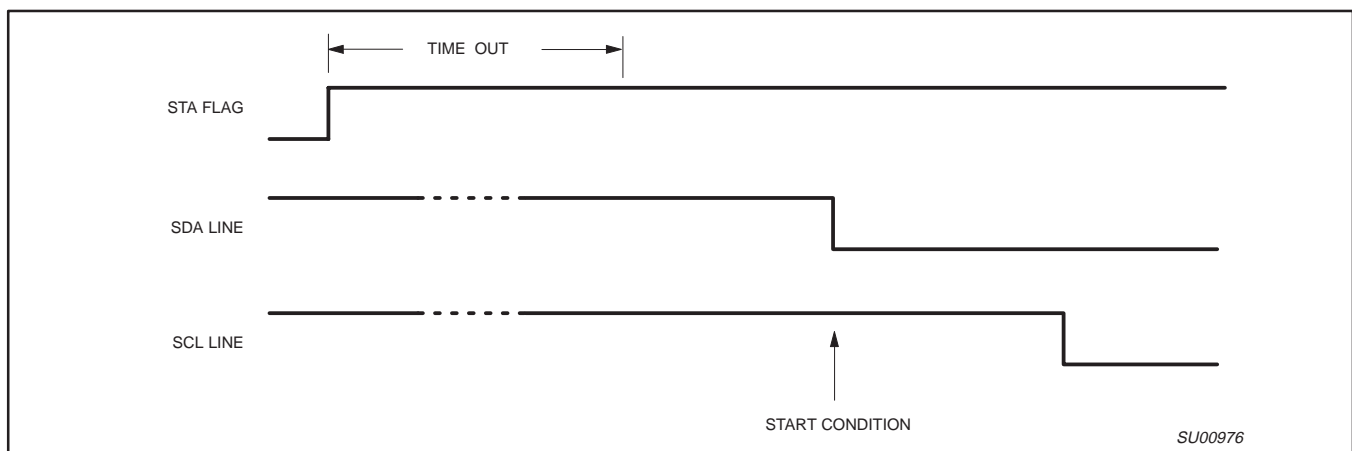 TIME OUT
STA FLAG
SDA LINE
SCL LINE
START CONDITION
SU00976